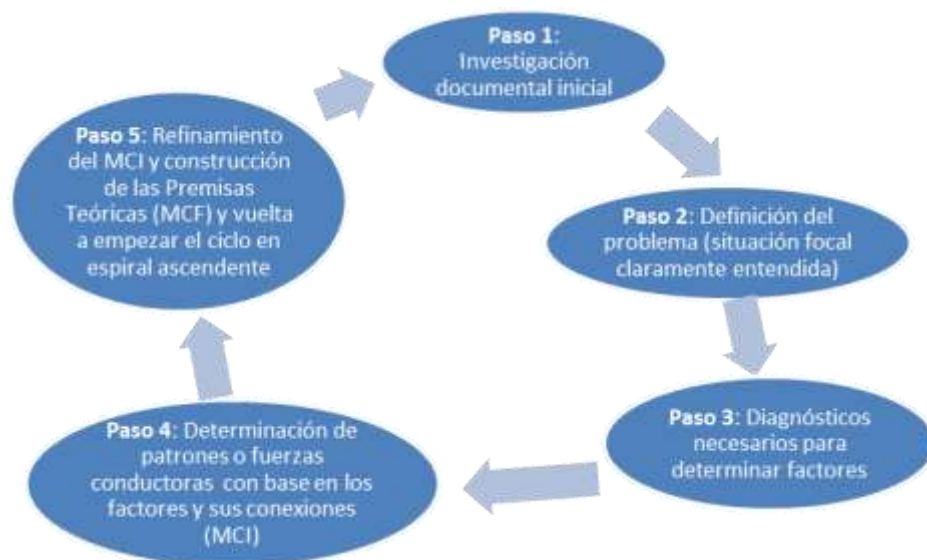 Paso 1:
Investigación
documental inicial
Paso 2: Definición del
problema (situación focal
claramente entendida)
Paso 3: Diagnósticos
necesarios para
determinar factores
Paso 4: Determinación de
patrones o fuerzas
conductoras con base en los
factores y sus conexiones
(MCI)
Paso 5: Refinamiento
del MCI y construcción
de las Premisas
Teóricas (MCF) y vuelta
a empezar el ciclo en
espiral ascendente